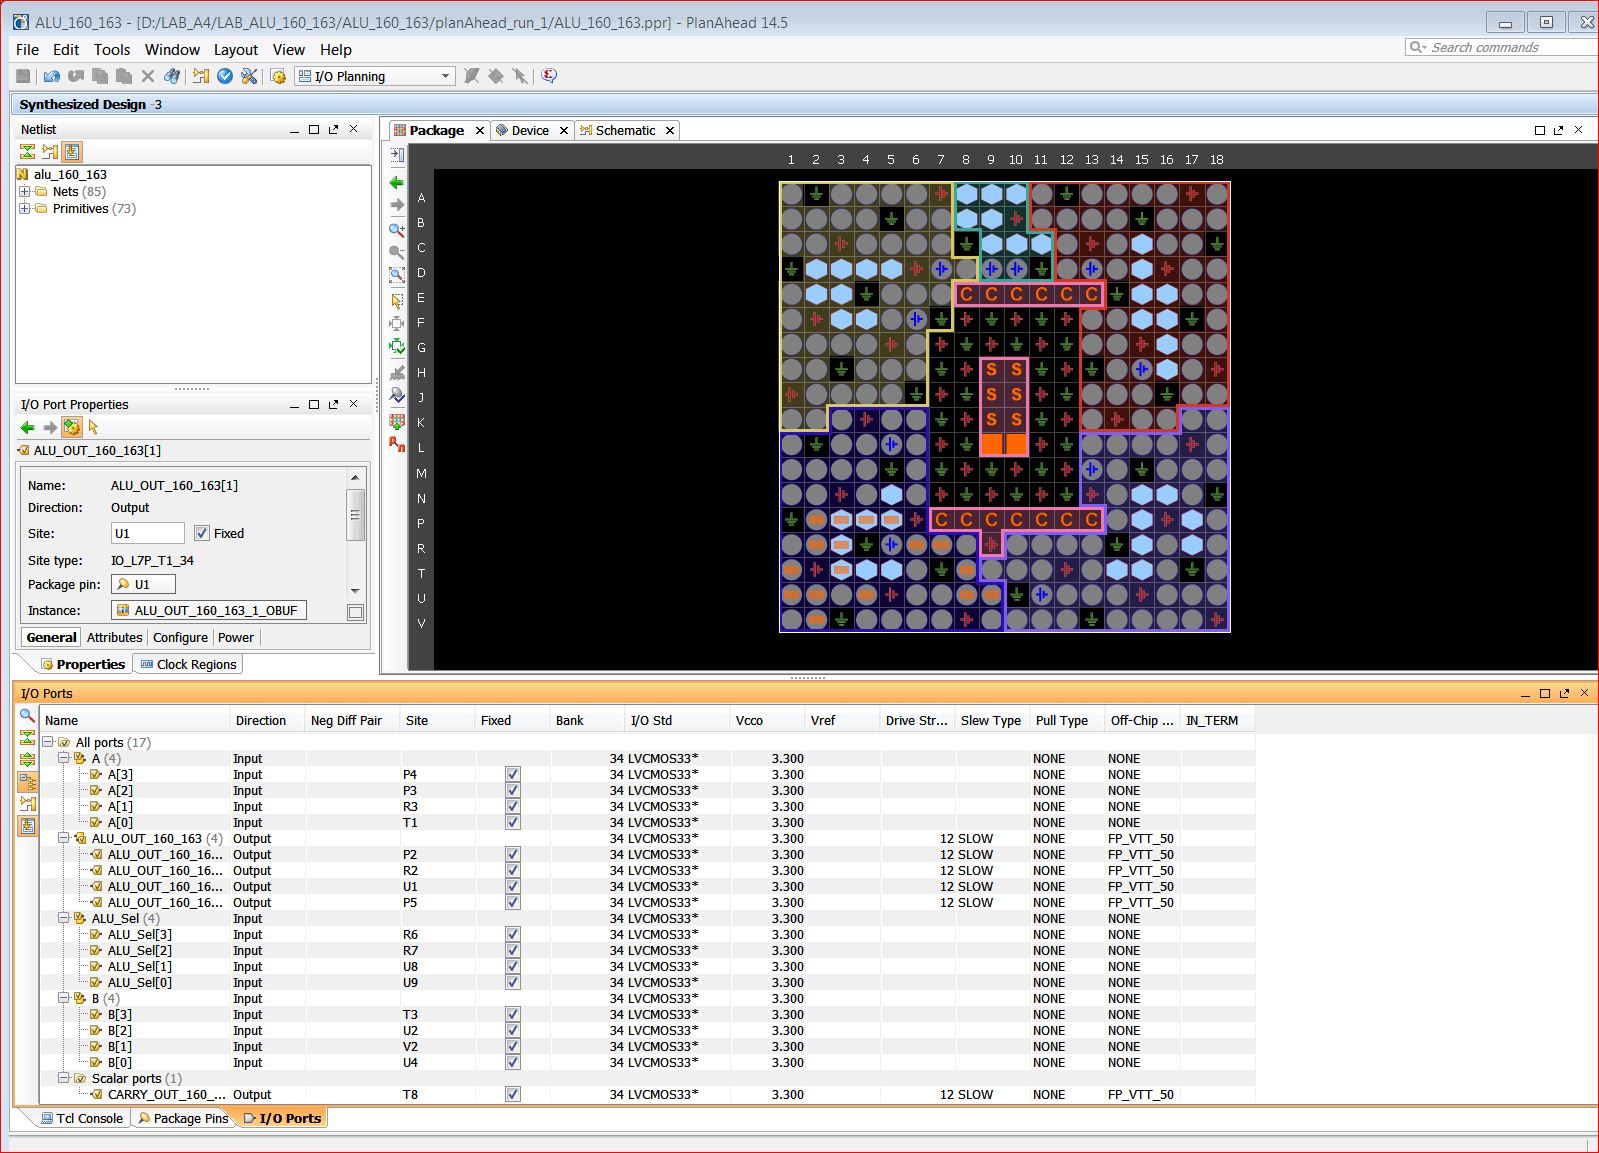 ALU_160_163 - [D:/LAB_A4/LAB_ALU_160_163/ALU_160_163/planAhead_run_1/ALU_160_163.ppr] - PlanAhead 14.5
File Edit Tools Window Layout View Help
Search commands
I/O Planning
Synthesized Design -3
Netlist
alu_160_163
Nets (85)
Primitives (73)
I/O Port Properties
ALU_OUT_160_163[1]
Name: ALU_OUT_160_163[1]
Direction: Output
Site: U1 Fixed
Site type: IO_L7P_T1_34
Package pin: U1
Instance: ALU_OUT_160_163_1_OBUF
General Attributes Configure Power
Properties Clock Regions
Package Device Schematic
1 2 3 4 5 6 7 8 9 10 11 12 13 14 15 16 17 18
A
B
C
D
E C C C C C C
F
G
H S S
J S S
K S S
L
M
N
P C C C C C C C
R
T
U
V
I/O Ports
Name Direction Neg Diff Pair Site Fixed Bank I/O Std Vcco Vref Drive Str... Slew Type Pull Type Off-Chip ... IN_TERM
All ports (17)
A (4) Input 34 LVCMOS33* 3.300 NONE NONE
A[3] Input P4 34 LVCMOS33* 3.300 NONE NONE
A[2] Input P3 34 LVCMOS33* 3.300 NONE NONE
A[1] Input R3 34 LVCMOS33* 3.300 NONE NONE
A[0] Input T1 34 LVCMOS33* 3.300 NONE NONE
ALU_OUT_160_163 (4) Output 34 LVCMOS33* 3.300 12 SLOW NONE FP_VTT_50
ALU_OUT_160_16... Output P2 34 LVCMOS33* 3.300 12 SLOW NONE FP_VTT_50
ALU_OUT_160_16... Output R2 34 LVCMOS33* 3.300 12 SLOW NONE FP_VTT_50
ALU_OUT_160_16... Output U1 34 LVCMOS33* 3.300 12 SLOW NONE FP_VTT_50
ALU_OUT_160_16... Output P5 34 LVCMOS33* 3.300 12 SLOW NONE FP_VTT_50
ALU_Sel (4) Input 34 LVCMOS33* 3.300 NONE NONE
ALU_Sel[3] Input R6 34 LVCMOS33* 3.300 NONE NONE
ALU_Sel[2] Input R7 34 LVCMOS33* 3.300 NONE NONE
ALU_Sel[1] Input U8 34 LVCMOS33* 3.300 NONE NONE
ALU_Sel[0] Input U9 34 LVCMOS33* 3.300 NONE NONE
B (4) Input 34 LVCMOS33* 3.300 NONE NONE
B[3] Input T3 34 LVCMOS33* 3.300 NONE NONE
B[2] Input U2 34 LVCMOS33* 3.300 NONE NONE
B[1] Input V2 34 LVCMOS33* 3.300 NONE NONE
B[0] Input U4 34 LVCMOS33* 3.300 NONE NONE
Scalar ports (1)
CARRY_OUT_160_... Output T8 34 LVCMOS33* 3.300 12 SLOW NONE FP_VTT_50
Tcl Console Package Pins I/O Ports